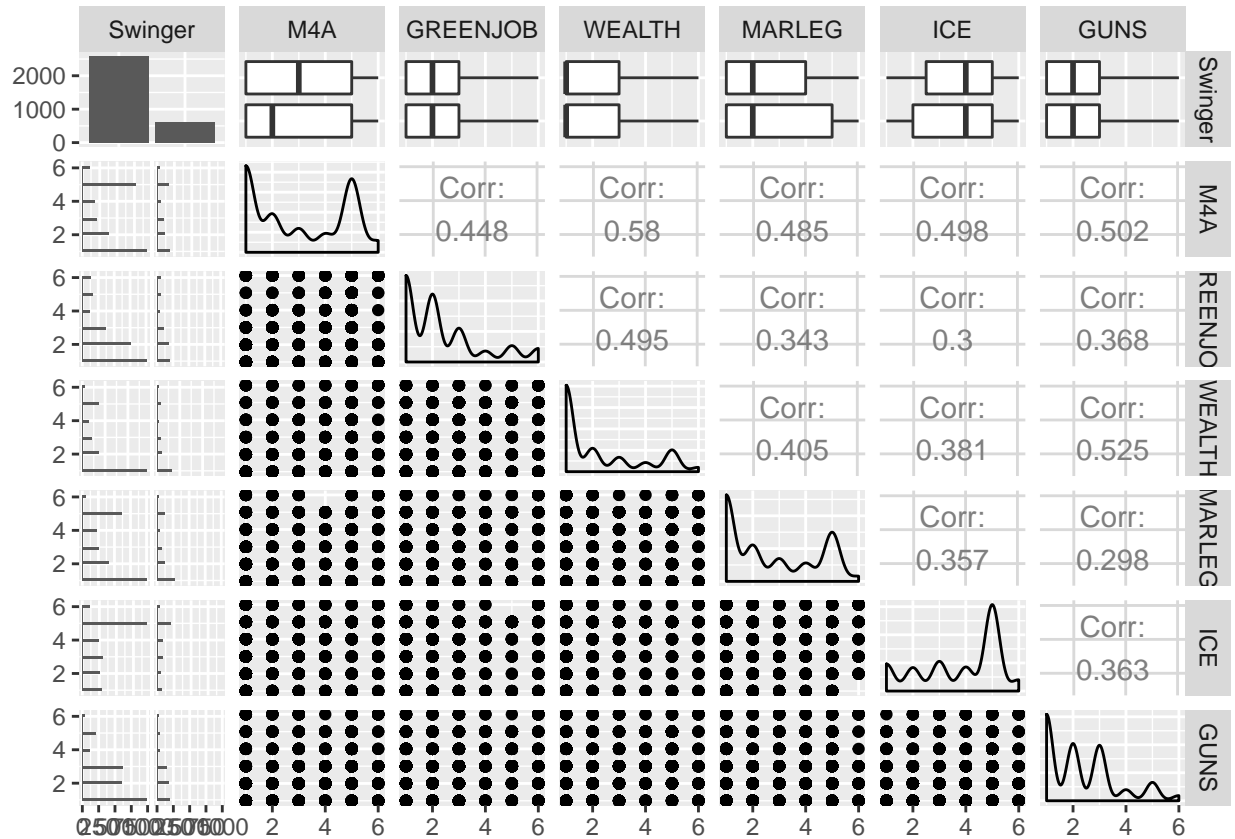 Swinger M4A GREENJOB WEALTH MARLEG ICE GUNS
2000
1000
0
Swinger
6
4
2
Corr:
0.448
Corr:
0.58
Corr:
0.485
Corr:
0.498
Corr:
0.502
M4A
6
4
2
Corr:
0.495
Corr:
0.343
Corr:
0.3
Corr:
0.368
REENJO
6
4
2
Corr:
0.405
Corr:
0.381
Corr:
0.525
WEALTH
6
4
2
Corr:
0.357
Corr:
0.298
MARLEG
6
4
2
Corr:
0.363
ICE
6
4
2
GUNS
2 4 6 2 4 6 2 4 6 2 4 6 2 4 6 2 4 6